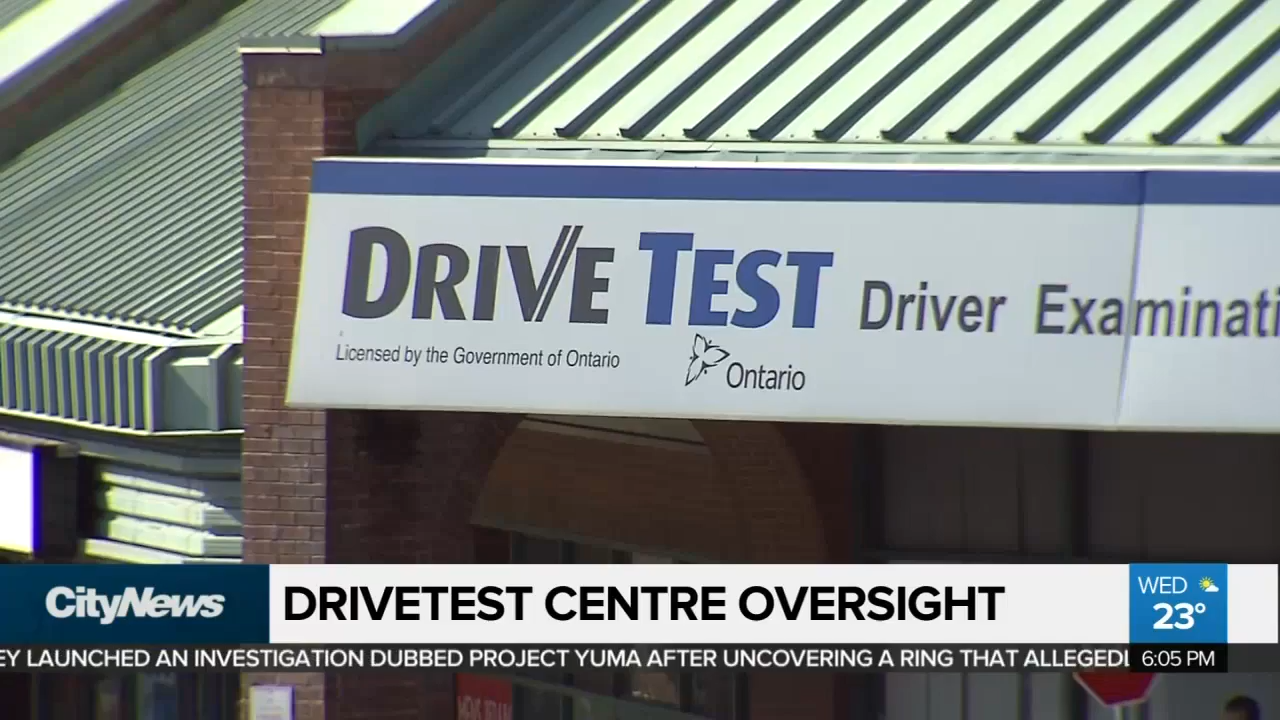 DRIVE TEST Driver Examinati
Licensed by the Government of Ontario
Ontario
CityNews
DRIVETEST CENTRE OVERSIGHT
WED
23°
EY LAUNCHED AN INVESTIGATION DUBBED PROJECT YUMA AFTER UNCOVERING A RING THAT ALLEGEDL
6:05 PM